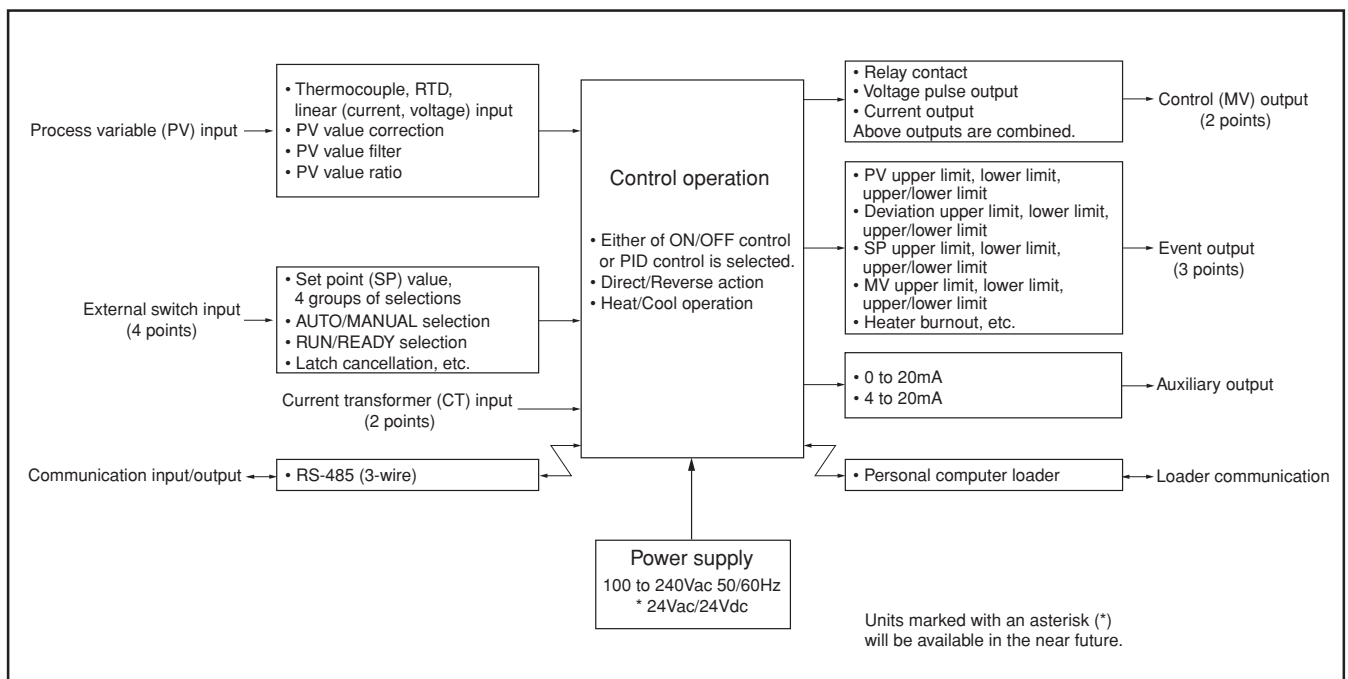 Process variable (PV) input
• Thermocouple, RTD,
linear (current, voltage) input
• PV value correction
• PV value filter
• PV value ratio
External switch input
(4 points)
• Set point (SP) value,
4 groups of selections
• AUTO/MANUAL selection
• RUN/READY selection
• Latch cancellation, etc.
Current transformer (CT) input
(2 points)
Communication input/output
• RS-485 (3-wire)
Control operation
• Either of ON/OFF control
or PID control is selected.
• Direct/Reverse action
• Heat/Cool operation
Power supply
100 to 240Vac 50/60Hz
* 24Vac/24Vdc
• Relay contact
• Voltage pulse output
• Current output
Above outputs are combined.
Control (MV) output
(2 points)
• PV upper limit, lower limit,
upper/lower limit
• Deviation upper limit, lower limit,
upper/lower limit
• SP upper limit, lower limit,
upper/lower limit
• MV upper limit, lower limit,
upper/lower limit
• Heater burnout, etc.
Event output
(3 points)
• 0 to 20mA
• 4 to 20mA
Auxiliary output
• Personal computer loader
Loader communication
Units marked with an asterisk (*)
will be available in the near future.